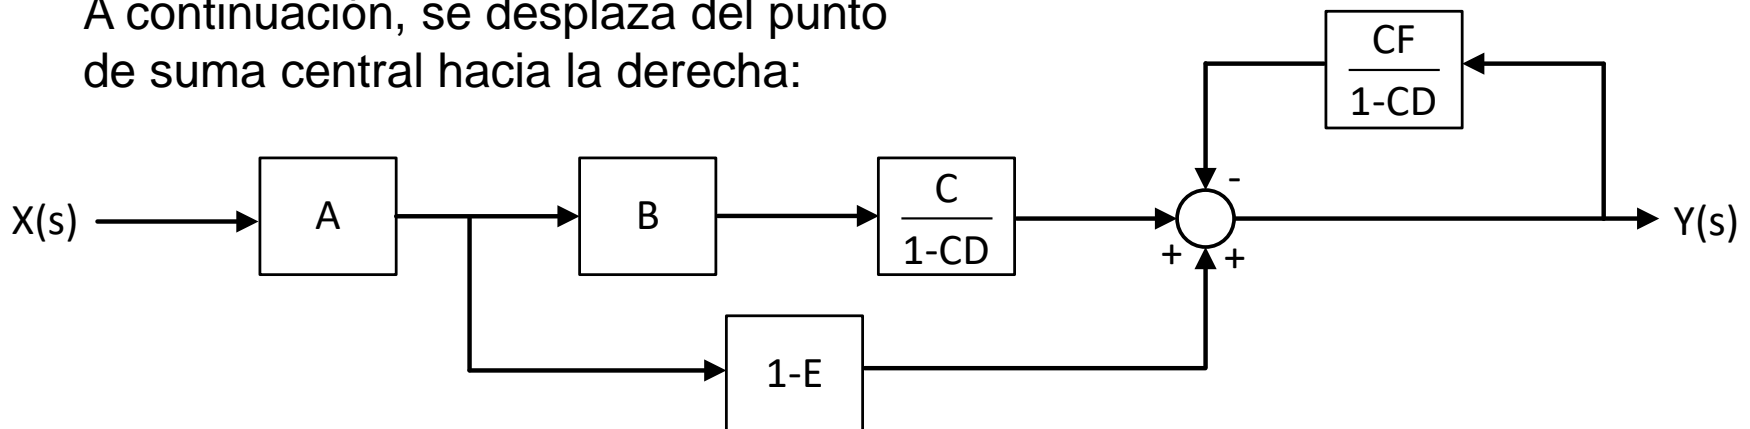 A continuación, se desplaza del punto
de suma central hacia la derecha:
CF
1-CD
X(s)
A
B
C
1-CD
-
+
+
Y(s)
1-E